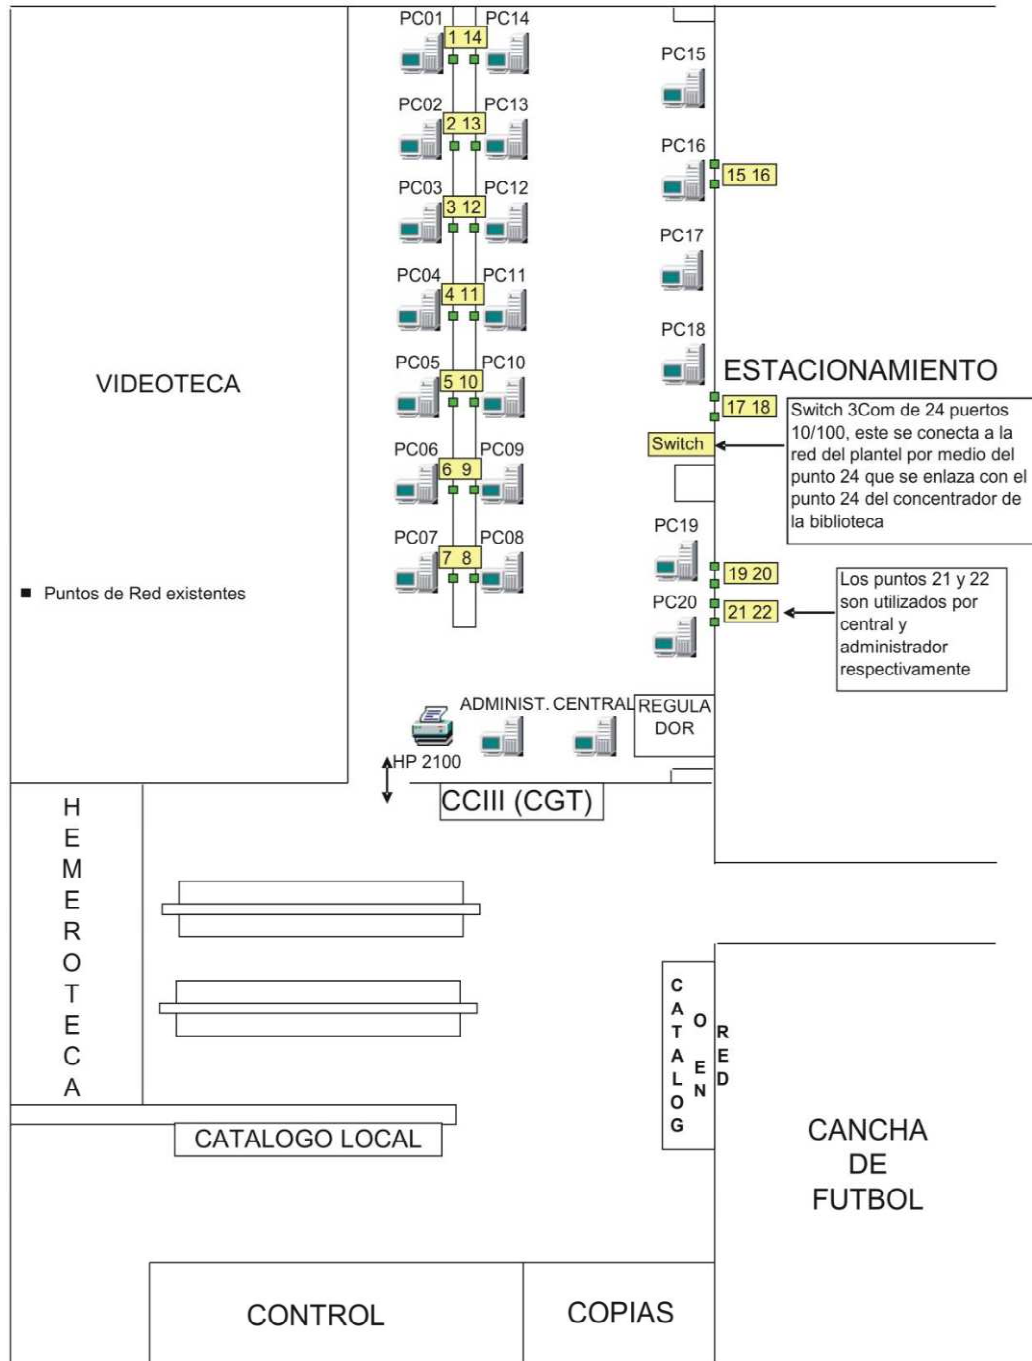 PC01
PC14
1 14
PC15
PC02
PC13
2 13
PC16
15 16
PC03
PC12
3 12
PC17
PC04
PC11
4 11
PC18
VIDEOTECA
PC05
PC10
5 10
ESTACIONAMIENTO
17 18
Switch 3Com de 24 puertos
10/100, este se conecta a la
red del plantel por medio del
punto 24 que se enlaza con el
punto 24 del concentrador de
la biblioteca
Switch
PC06
PC09
6 9
PC07
PC08
7 8
PC19
19 20
■ Puntos de Red existentes
PC20
21 22
Los puntos 21 y 22
son utilizados por
central y
administrador
respectivamente
ADMINIST.
CENTRAL
REGULA
DOR
HP 2100
CCIII (CGT)
HEMEROTECA
CATALOG
O EN
RED
CATALOGO LOCAL
CANCHA
DE
FUTBOL
CONTROL
COPIAS